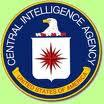 CENTRAL INTELLIGENCE AGENCY
UNITED STATES OF AMERICA